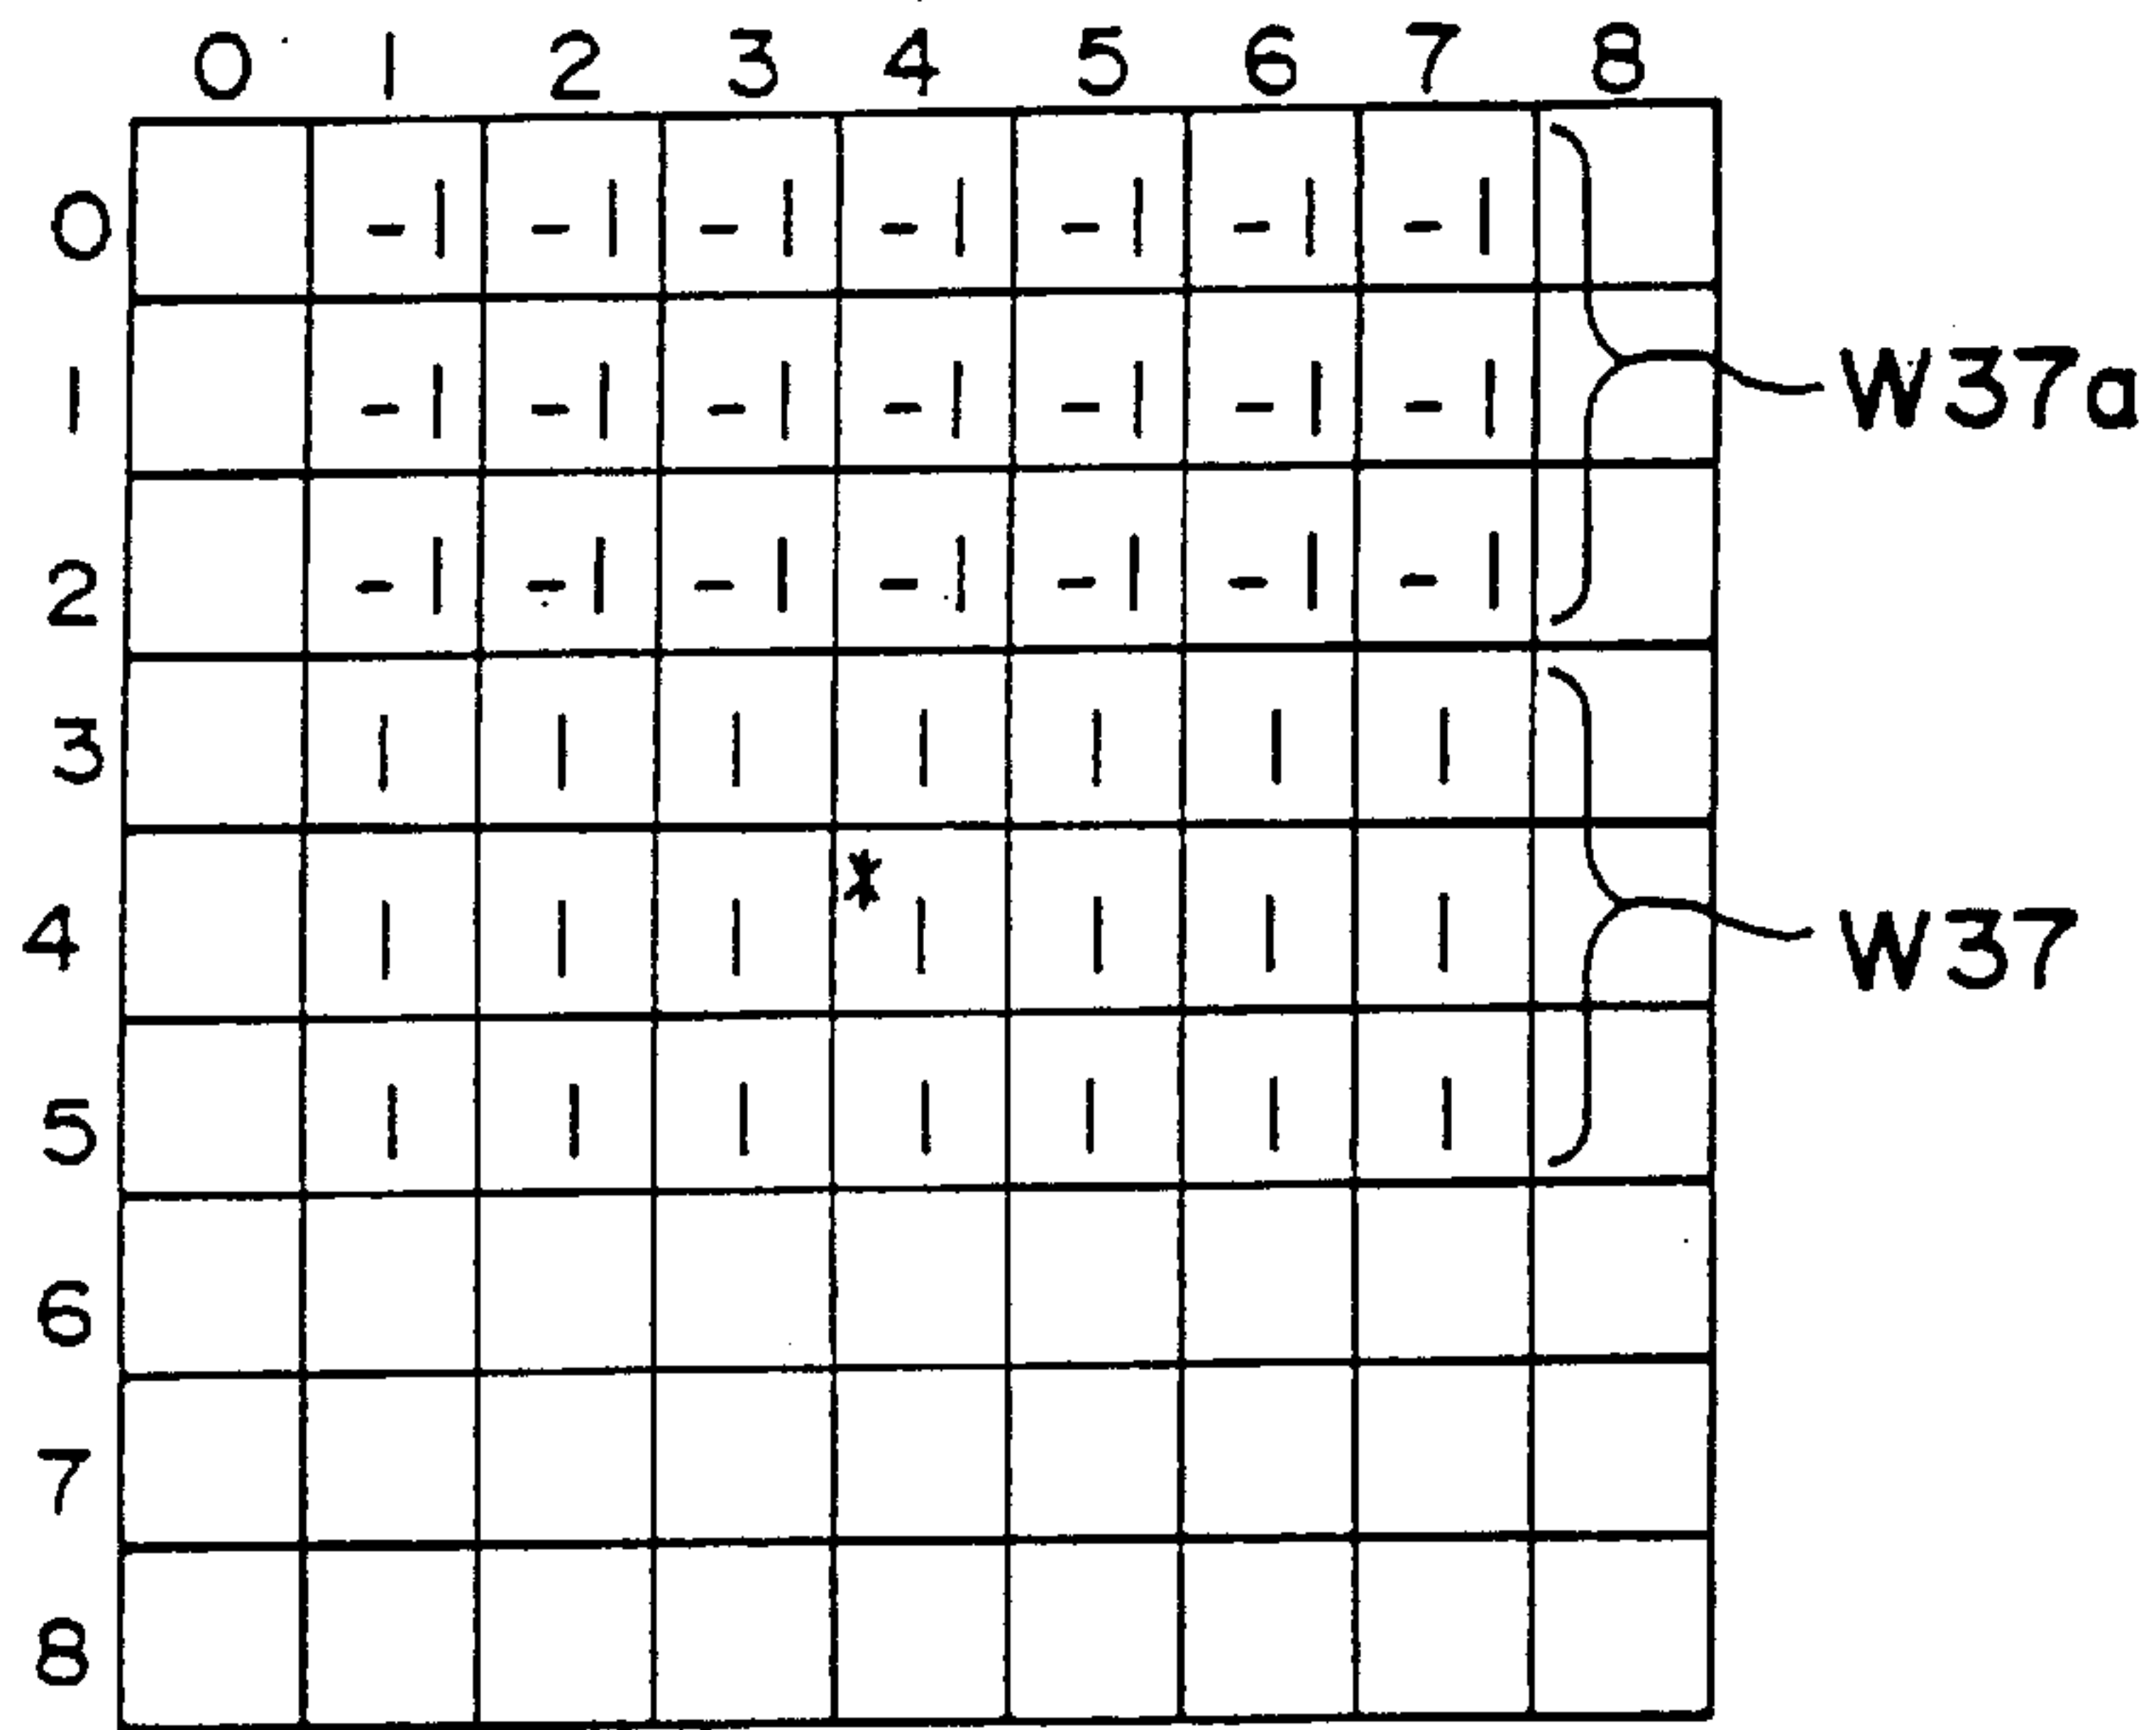 0 1 2 3 4 5 6 7 8
0 -1 -1 -1 -1 -1 -1 -1
1 -1 -1 -1 -1 -1 -1 -1 W37a
2 -1 -1 -1 -1 -1 -1 -1
3 1 1 1 1 1 1 1
4 1 1 1 *1 1 1 1 W37
5 1 1 1 1 1 1 1
6
7
8